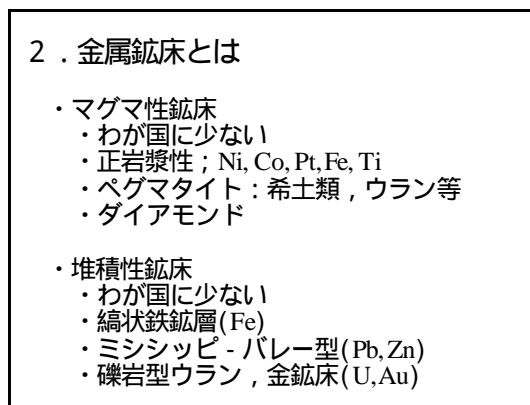 ２．金属鉱床とは
・マグマ性鉱床
・わが国に少ない
・正岩漿性；Ni, Co, Pt, Fe, Ti
・ペグマタイト：希土類，ウラン等
・ダイアモンド
・堆積性鉱床
・わが国に少ない
・縞状鉄鉱層(Fe)
・ミシシッピ - バレー型(Pb, Zn)
・礫岩型ウラン，金鉱床(U, Au)